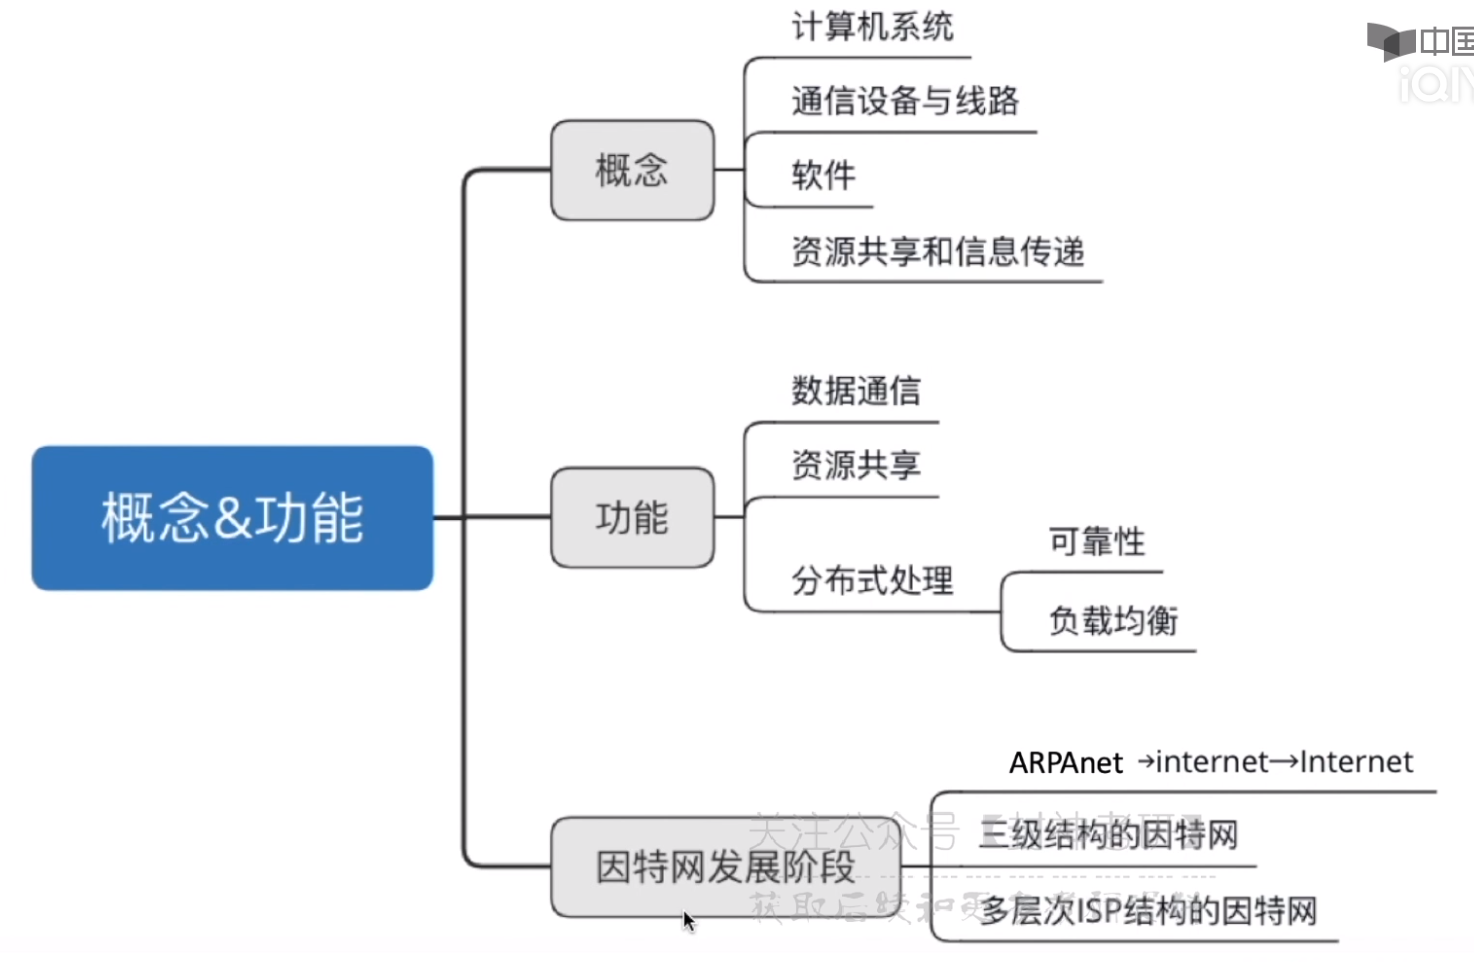 计算机系统
中国
iQIY
通信设备与线路
概念
软件
资源共享和信息传递
数据通信
资源共享
概念&功能
功能
可靠性
分布式处理
负载均衡
ARPAnet →internet→Internet
关注公众号
三级结构的因特网
因特网发展阶段
获取后续和更
多层次ISP结构的因特网